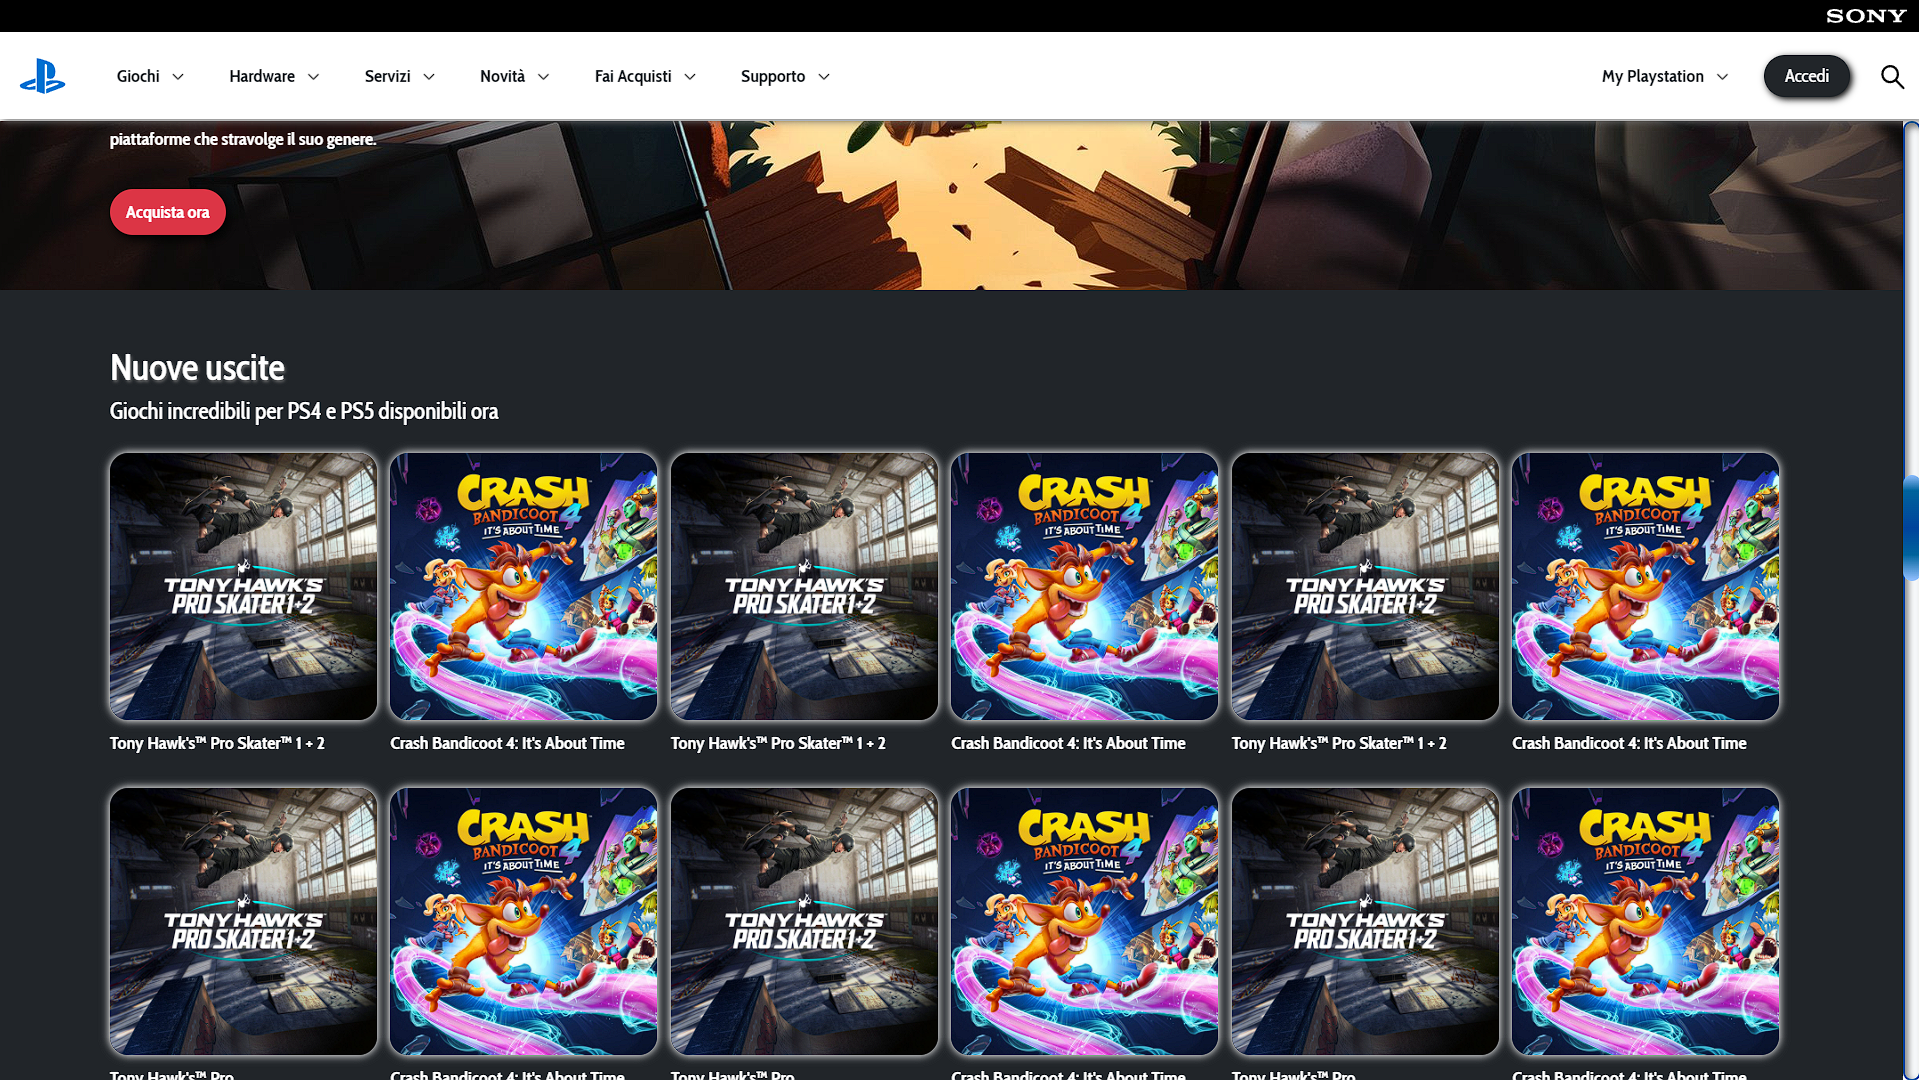 SONY
Giochi Hardware Servizi Novità Fai Acquisti Supporto My Playstation Accedi
piattaforme che stravolge il suo genere.
Acquista ora
Nuove uscite
Giochi incredibili per PS4 e PS5 disponibili ora
TONY HAWK'S
PRO SKATER 1+2
CRASH
BANDICOOT 4
IT'S ABOUT TIME
TONY HAWK'S
PRO SKATER 1+2
CRASH
BANDICOOT 4
IT'S ABOUT TIME
TONY HAWK'S
PRO SKATER 1+2
CRASH
BANDICOOT 4
IT'S ABOUT TIME
Tony Hawk's™ Pro Skater™ 1 + 2 Crash Bandicoot 4: It's About Time Tony Hawk's™ Pro Skater™ 1 + 2 Crash Bandicoot 4: It's About Time Tony Hawk's™ Pro Skater™ 1 + 2 Crash Bandicoot 4: It's About Time
TONY HAWK'S
PRO SKATER 1+2
CRASH
BANDICOOT 4
IT'S ABOUT TIME
TONY HAWK'S
PRO SKATER 1+2
CRASH
BANDICOOT 4
IT'S ABOUT TIME
TONY HAWK'S
PRO SKATER 1+2
CRASH
BANDICOOT 4
IT'S ABOUT TIME
Tony Hawk's™ Pro Crash Bandicoot 4: It's About Time Tony Hawk's™ Pro Crash Bandicoot 4: It's About Time Tony Hawk's™ Pro Crash Bandicoot 4: It's About Time